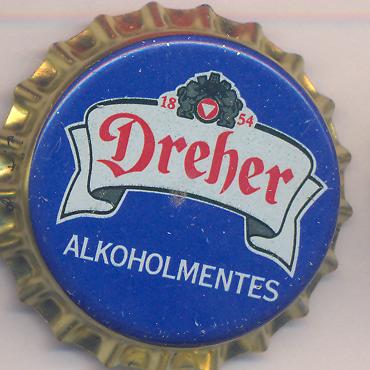 18 54
Dreher
ALKOHOLMENTES